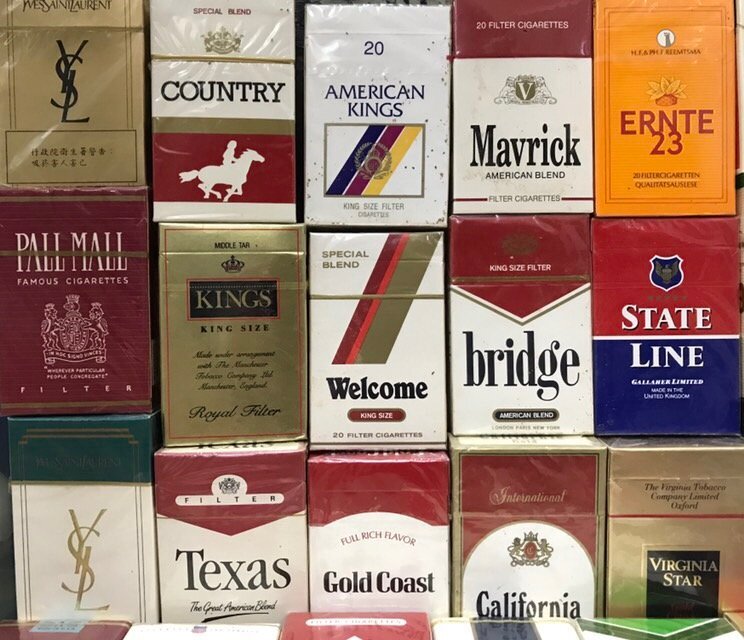 YVESSAINTLAURENT
YSL
行政院衛生署警告：
吸菸害人害己
SPECIAL BLEND
COUNTRY
20
AMERICAN
KINGS
KING SIZE FILTER
CIGARETTES
20 FILTER CIGARETTES
V
Mavrick
AMERICAN BLEND
FILTER CIGARETTES
H.F. & PH.F. REEMTSMA
ERNTE
23
20 FILTERCIGARETTEN
QUALITATSAUSLESE
PALL MALL
FAMOUS CIGARETTES
IN HOC SIGNO VINCES
"WHEREVER PARTICULAR
PEOPLE CONGREGATE"
FILTER
MIDDLE TAR
KINGS
KING SIZE
Made under arrangement
with The Manchester
Tobacco Company Ltd.
Manchester, England.
Royal Filter
SPECIAL
BLEND
Welcome
KING SIZE
20 FILTER CIGARETTES
KING SIZE FILTER
bridge
AMERICAN BLEND
LONDON PARIS NEW YORK
STATE
LINE
GALLAHER LIMITED
MADE IN THE
UNITED KINGDOM
YVESSAINTLAURENT
YSL
FILTER
Texas
The Great American Blend
FULL RICH FLAVOR
Gold Coast
International
California
The Virginia Tobacco
Company Limited
Oxford
VIRGINIA
STAR